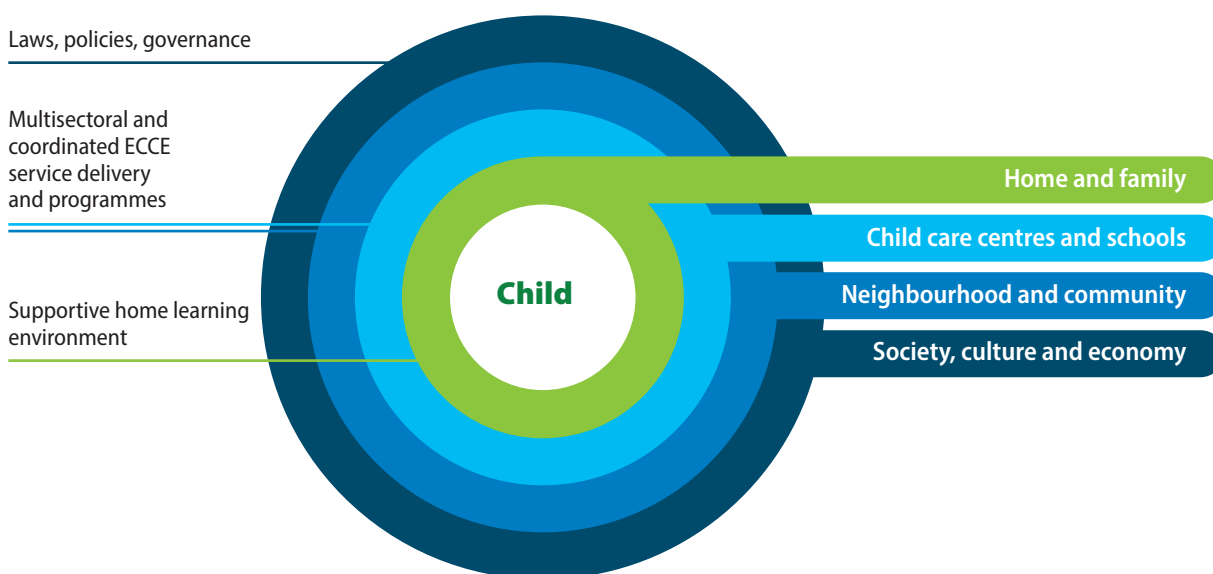 Laws, policies, governance
Multisectoral and
coordinated ECCE
service delivery
and programmes
Supportive home learning
environment
Child
Home and family
Child care centres and schools
Neighbourhood and community
Society, culture and economy